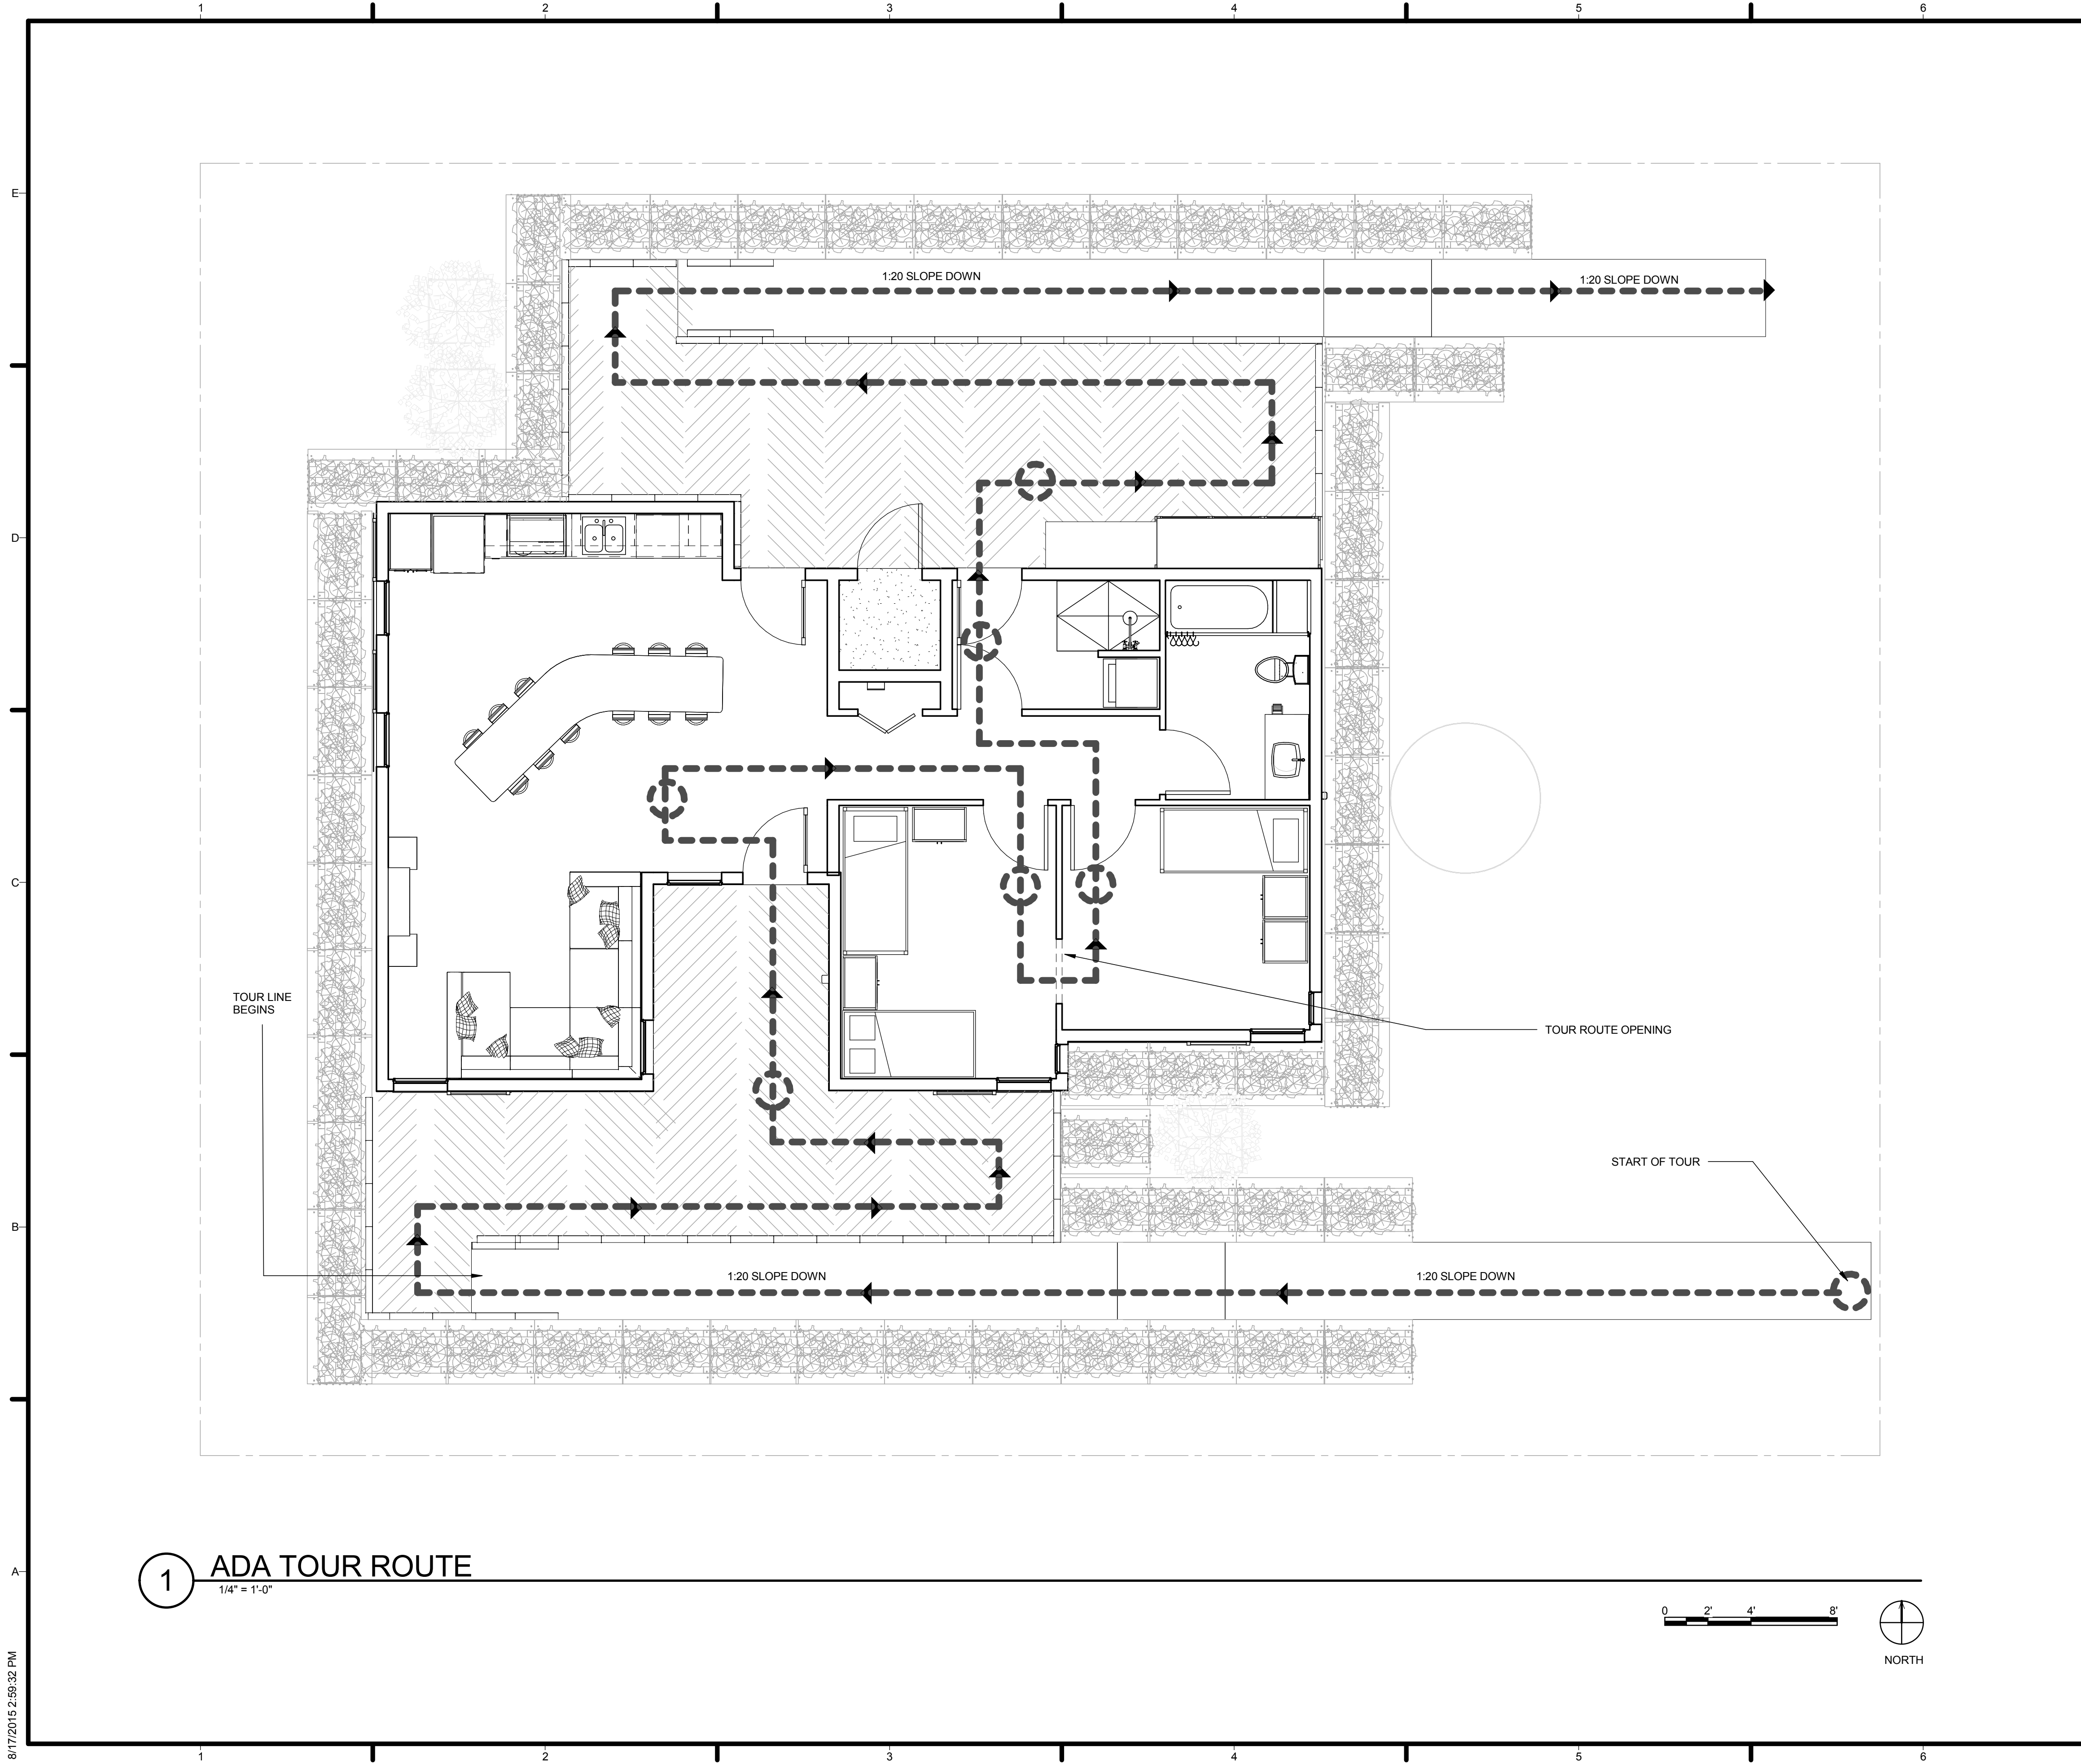 1 2 3 4 5 6
E
1:20 SLOPE DOWN
1:20 SLOPE DOWN
D
C
TOUR LINE
BEGINS
TOUR ROUTE OPENING
START OF TOUR
B
1:20 SLOPE DOWN
1:20 SLOPE DOWN
A
1
ADA TOUR ROUTE
1/4" = 1'-0"
0 2' 4' 8'
NORTH
8/17/2015 2:59:32 PM
1 2 3 4 5 6